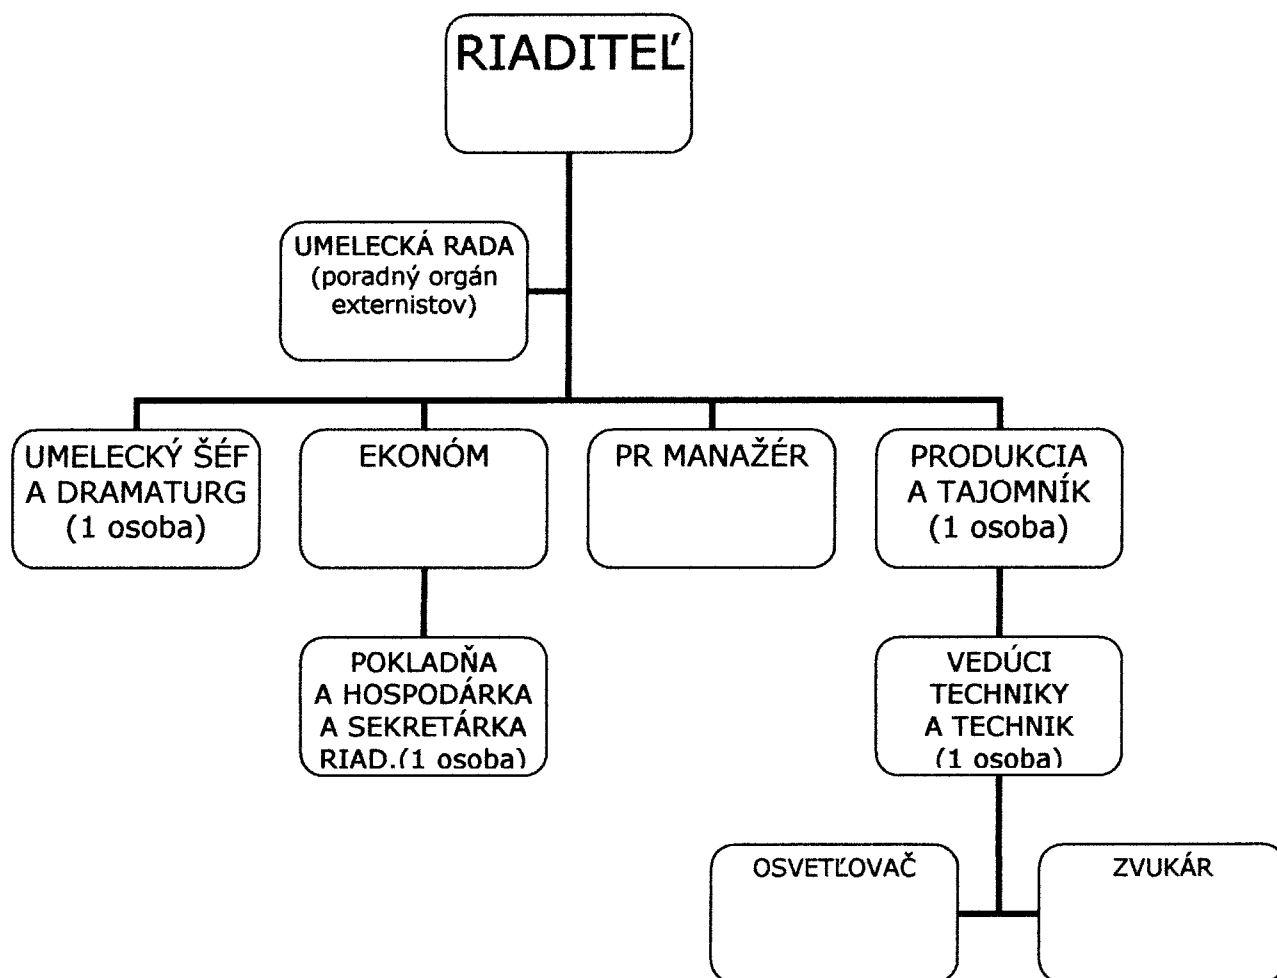 RIADITEĽ
UMELECKÁ RADA
(poradný orgán
externistov)
UMELECKÝ ŠÉF
A DRAMATURG
(1 osoba)
EKONÓM
PR MANAŽÉR
PRODUKCIA
A TAJOMNÍK
(1 osoba)
POKLADŇA
A HOSPODÁRKA
A SEKRETÁRKA
RIAD.(1 osoba)
VEDÚCI
TECHNIKY
A TECHNIK
(1 osoba)
OSVETĽOVAČ
ZVUKÁR